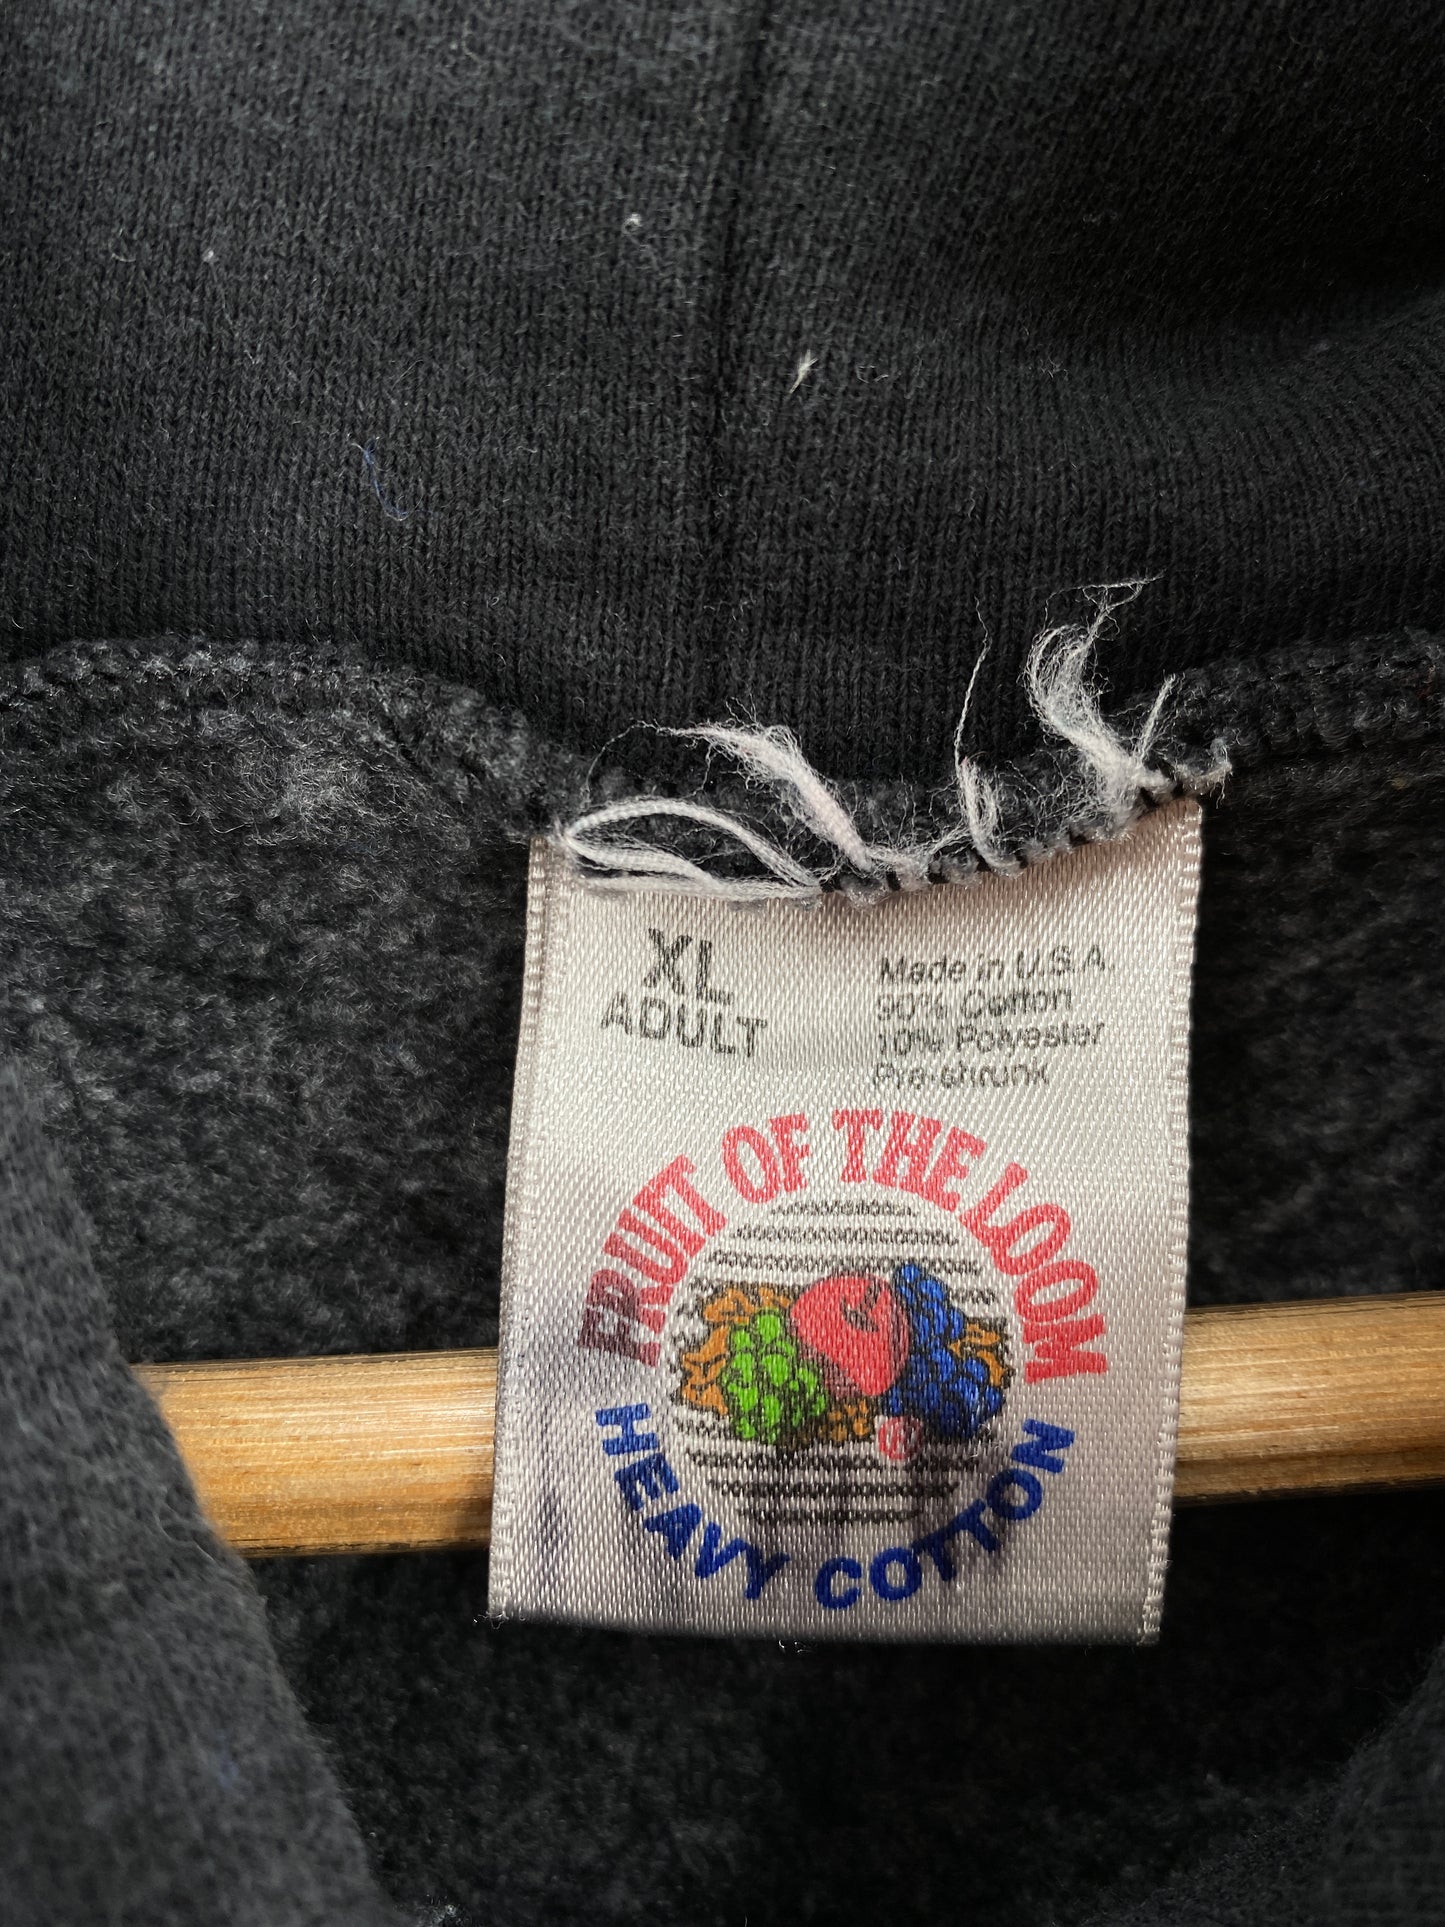 XL
ADULT
Made in U.S.A.
90% Cotton
10% Polyester
Pre-shrunk
FRUIT OF THE LOOM
HEAVY COTTON